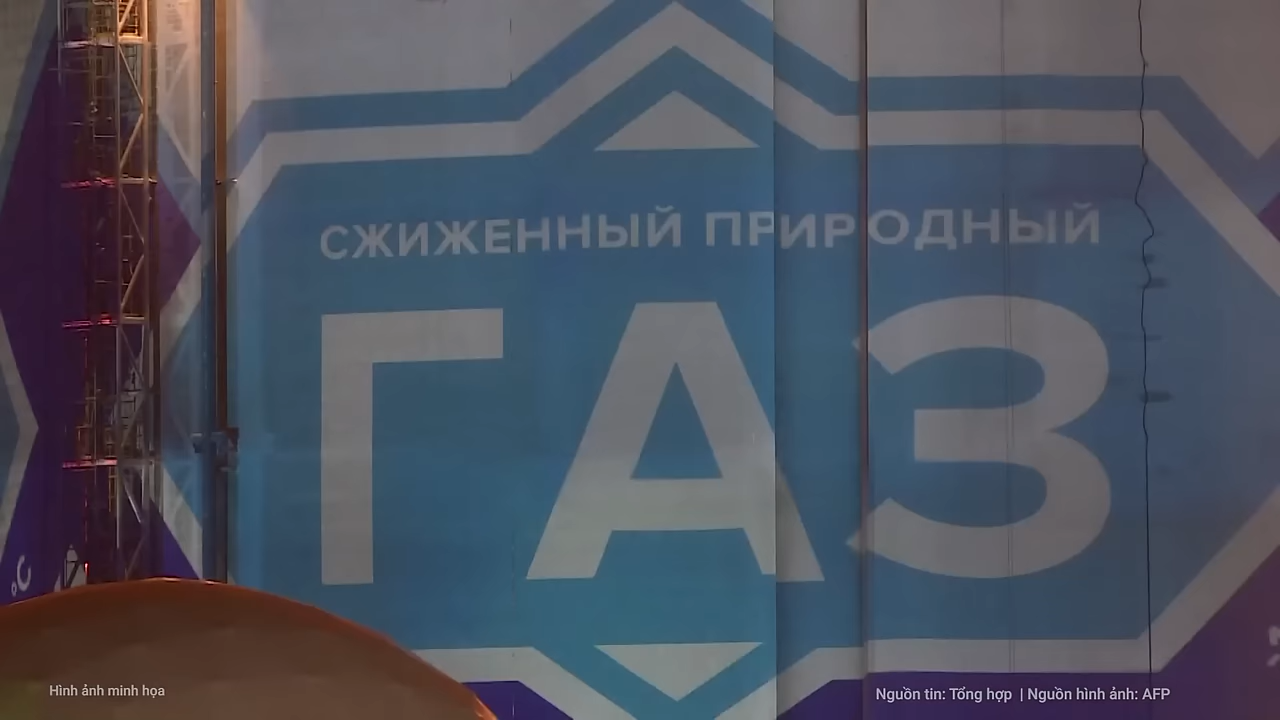 СЖИЖЕННЫЙ ПРИРОДНЫЙ
ГАЗ
°C
Hình ảnh minh họa
Nguồn tin: Tổng hợp | Nguồn hình ảnh: AFP